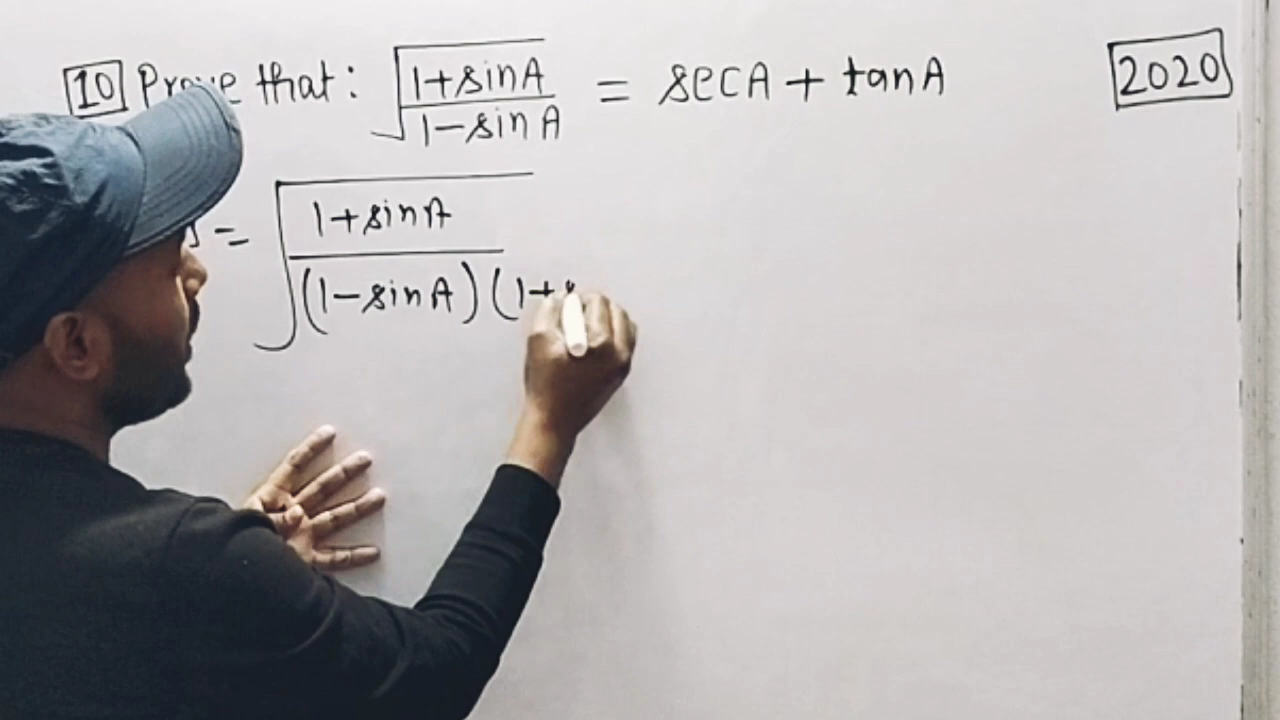 10 Prove that: √(1+sinA / 1-sinA) = secA + tanA 2020
= √(1+sinA / (1-sinA)(1+